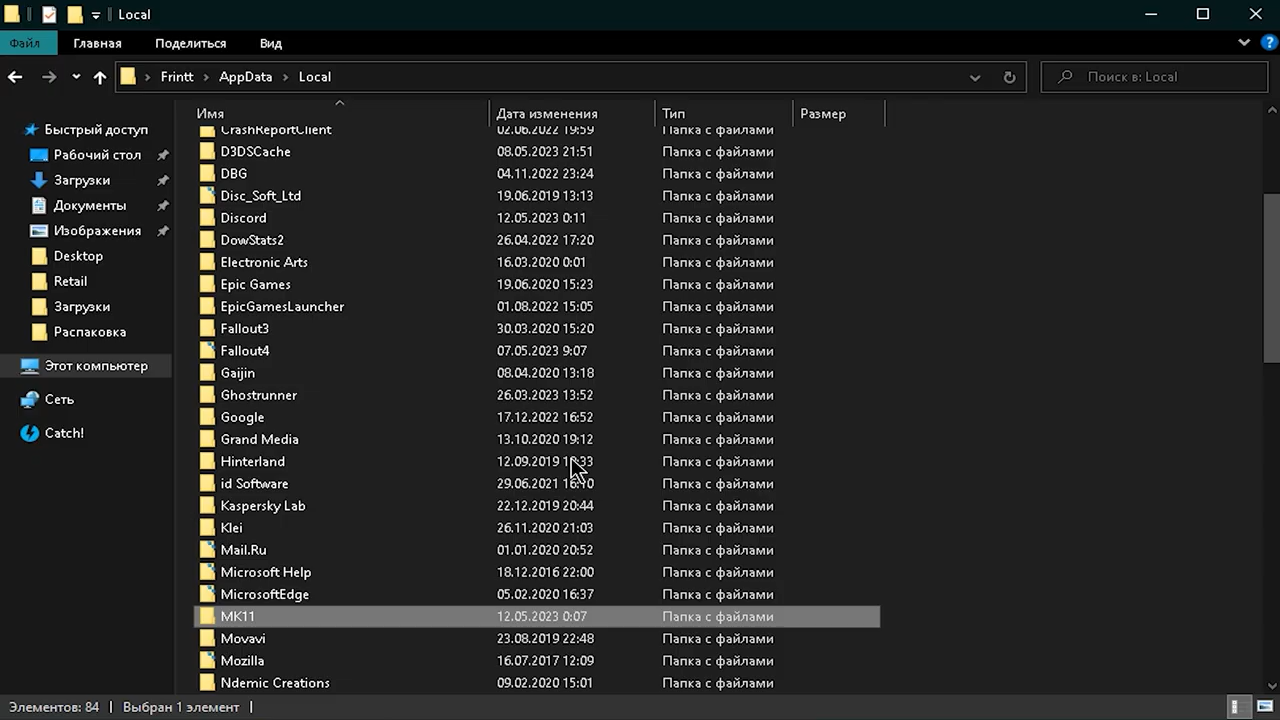 Local
Файл Главная Поделиться Вид
Frintt AppData Local Поиск в: Local
Имя Дата изменения Тип Размер
Быстрый доступ
Рабочий стол
Загрузки
Документы
Изображения
Desktop
Retail
Загрузки
Распаковка
Этот компьютер
Сеть
Catch!
CrashReportClient 02.06.2022 19:59 Папка с файлами
D3DSCache 08.05.2023 21:51 Папка с файлами
DBG 04.11.2022 23:24 Папка с файлами
Disc_Soft_Ltd 19.06.2019 13:13 Папка с файлами
Discord 12.05.2023 0:11 Папка с файлами
DowStats2 26.04.2022 17:20 Папка с файлами
Electronic Arts 16.03.2020 0:01 Папка с файлами
Epic Games 19.06.2020 15:23 Папка с файлами
EpicGamesLauncher 01.08.2022 15:05 Папка с файлами
Fallout3 30.03.2020 15:20 Папка с файлами
Fallout4 07.05.2023 9:07 Папка с файлами
Gaijin 08.04.2020 13:18 Папка с файлами
Ghostrunner 26.03.2023 13:52 Папка с файлами
Google 17.12.2022 16:52 Папка с файлами
Grand Media 13.10.2020 19:12 Папка с файлами
Hinterland 12.09.2019 Папка с файлами
id Software 29.06.2021 Папка с файлами
Kaspersky Lab 22.12.2019 20:44 Папка с файлами
Klei 26.11.2020 21:03 Папка с файлами
Mail.Ru 01.01.2020 20:52 Папка с файлами
Microsoft Help 18.12.2016 22:00 Папка с файлами
MicrosoftEdge 05.02.2020 16:37 Папка с файлами
MK11 12.05.2023 0:07 Папка с файлами
Movavi 23.08.2019 22:48 Папка с файлами
Mozilla 16.07.2017 12:09 Папка с файлами
Ndemic Creations 09.02.2020 15:01 Папка с файлами
Элементов: 84 Выбран 1 элемент